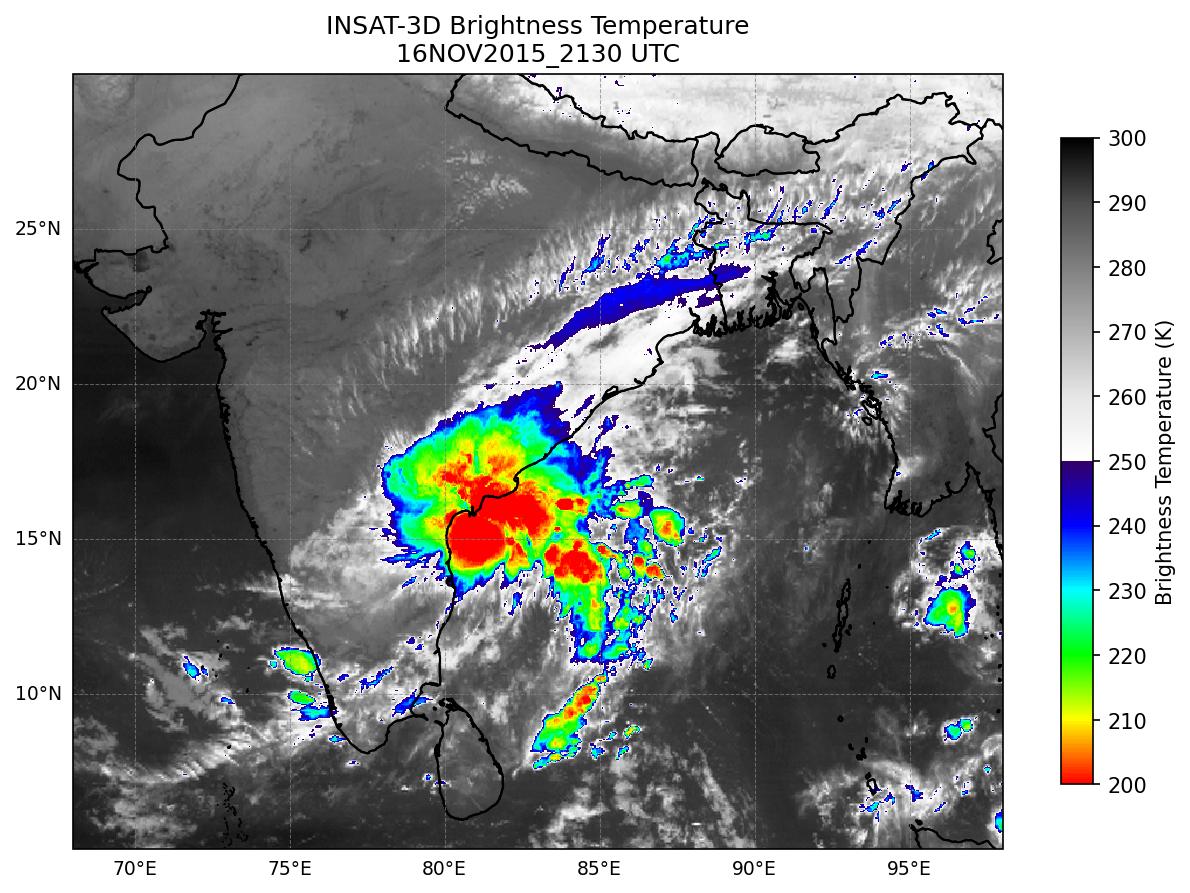 INSAT-3D Brightness Temperature
16NOV2015_2130 UTC
25°N
20°N
15°N
10°N
70°E
75°E
80°E
85°E
90°E
95°E
300
290
280
270
260
250
240
230
220
210
200
Brightness Temperature (K)